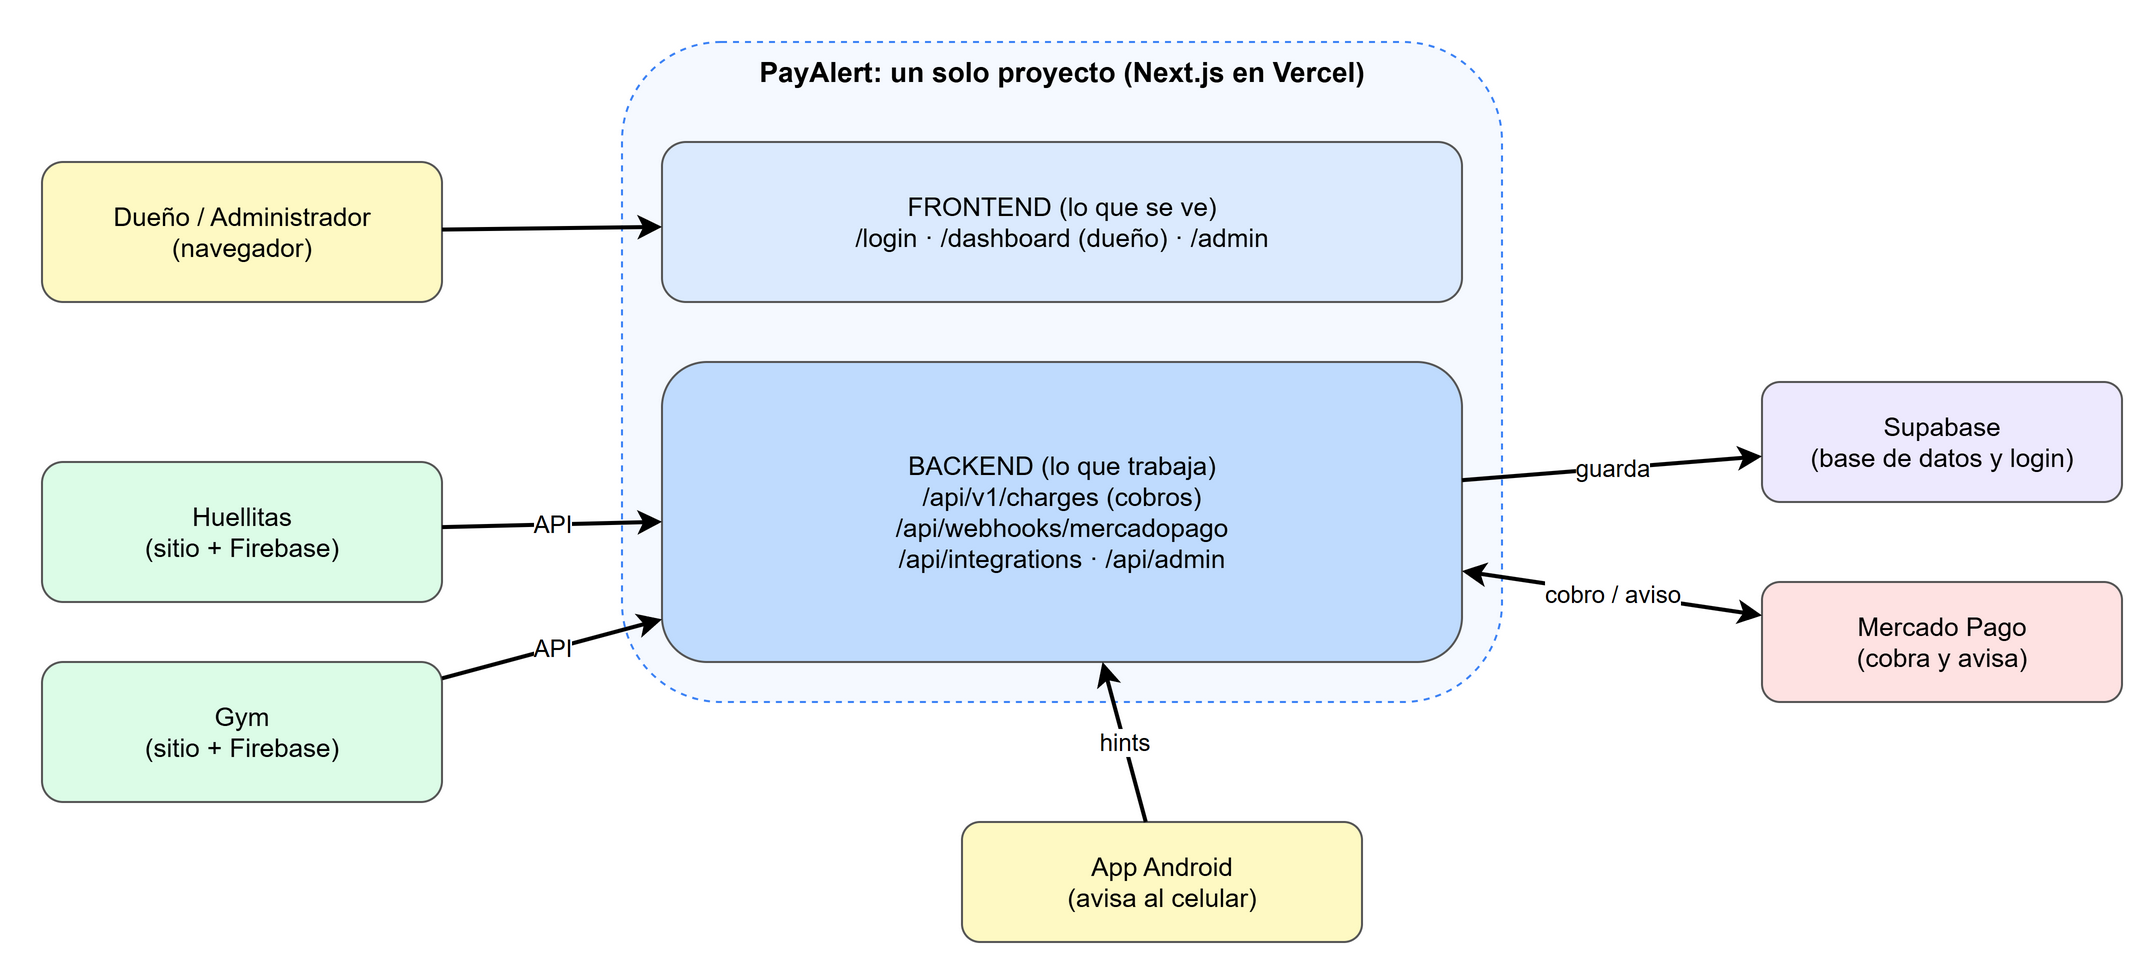 PayAlert: un solo proyecto (Next.js en Vercel)
Dueño / Administrador
(navegador)
FRONTEND (lo que se ve)
/login · /dashboard (dueño) · /admin
Huellitas
(sitio + Firebase)
API
BACKEND (lo que trabaja)
/api/v1/charges (cobros)
/api/webhooks/mercadopago
/api/integrations · /api/admin
guarda
Supabase
(base de datos y login)
cobro / aviso
Mercado Pago
(cobra y avisa)
API
Gym
(sitio + Firebase)
hints
App Android
(avisa al celular)